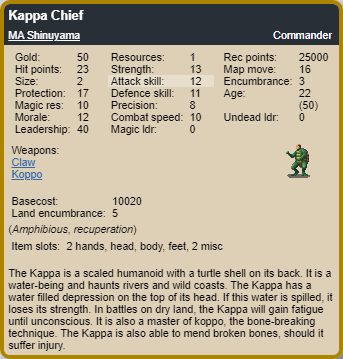 Kappa Chief
MA Shinuyama Commander
Gold: 50 Resources: 1 Rec points: 25000
Hit points: 23 Strength: 13 Map move: 16
Size: 2 Attack skill: 12 Encumbrance: 3
Protection: 17 Defence skill: 11 Age: 22
Magic res: 10 Precision: 8 (50)
Morale: 12 Combat speed: 10 Undead ldr: 0
Leadership: 40 Magic ldr: 0
Weapons:
Claw
Koppo
Basecost: 10020
Land encumbrance: 5
(Amphibious, recuperation)
Item slots: 2 hands, head, body, feet, 2 misc
The Kappa is a scaled humanoid with a turtle shell on its back. It is a
water-being and haunts rivers and wild coasts. The Kappa has a
water filled depression on the top of its head. If this water is spilled, it
loses its strength. In battles on dry land, the Kappa will gain fatigue
until unconscious. It is also a master of koppo, the bone-breaking
technique. The Kappa is also able to mend broken bones, should it
suffer injury.